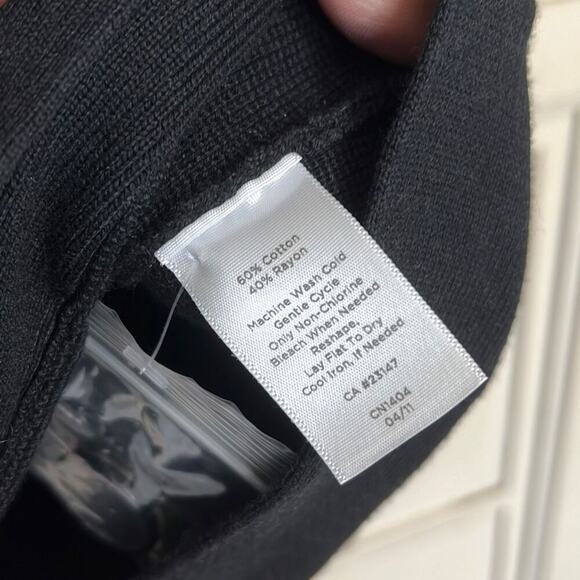 60% Cotton
40% Rayon
Machine Wash Cold
Gentle Cycle
Only Non-Chlorine
Bleach When Needed
Reshape,
Lay Flat To Dry
Cool Iron, If Needed
CA #23147
CN1404
04/11